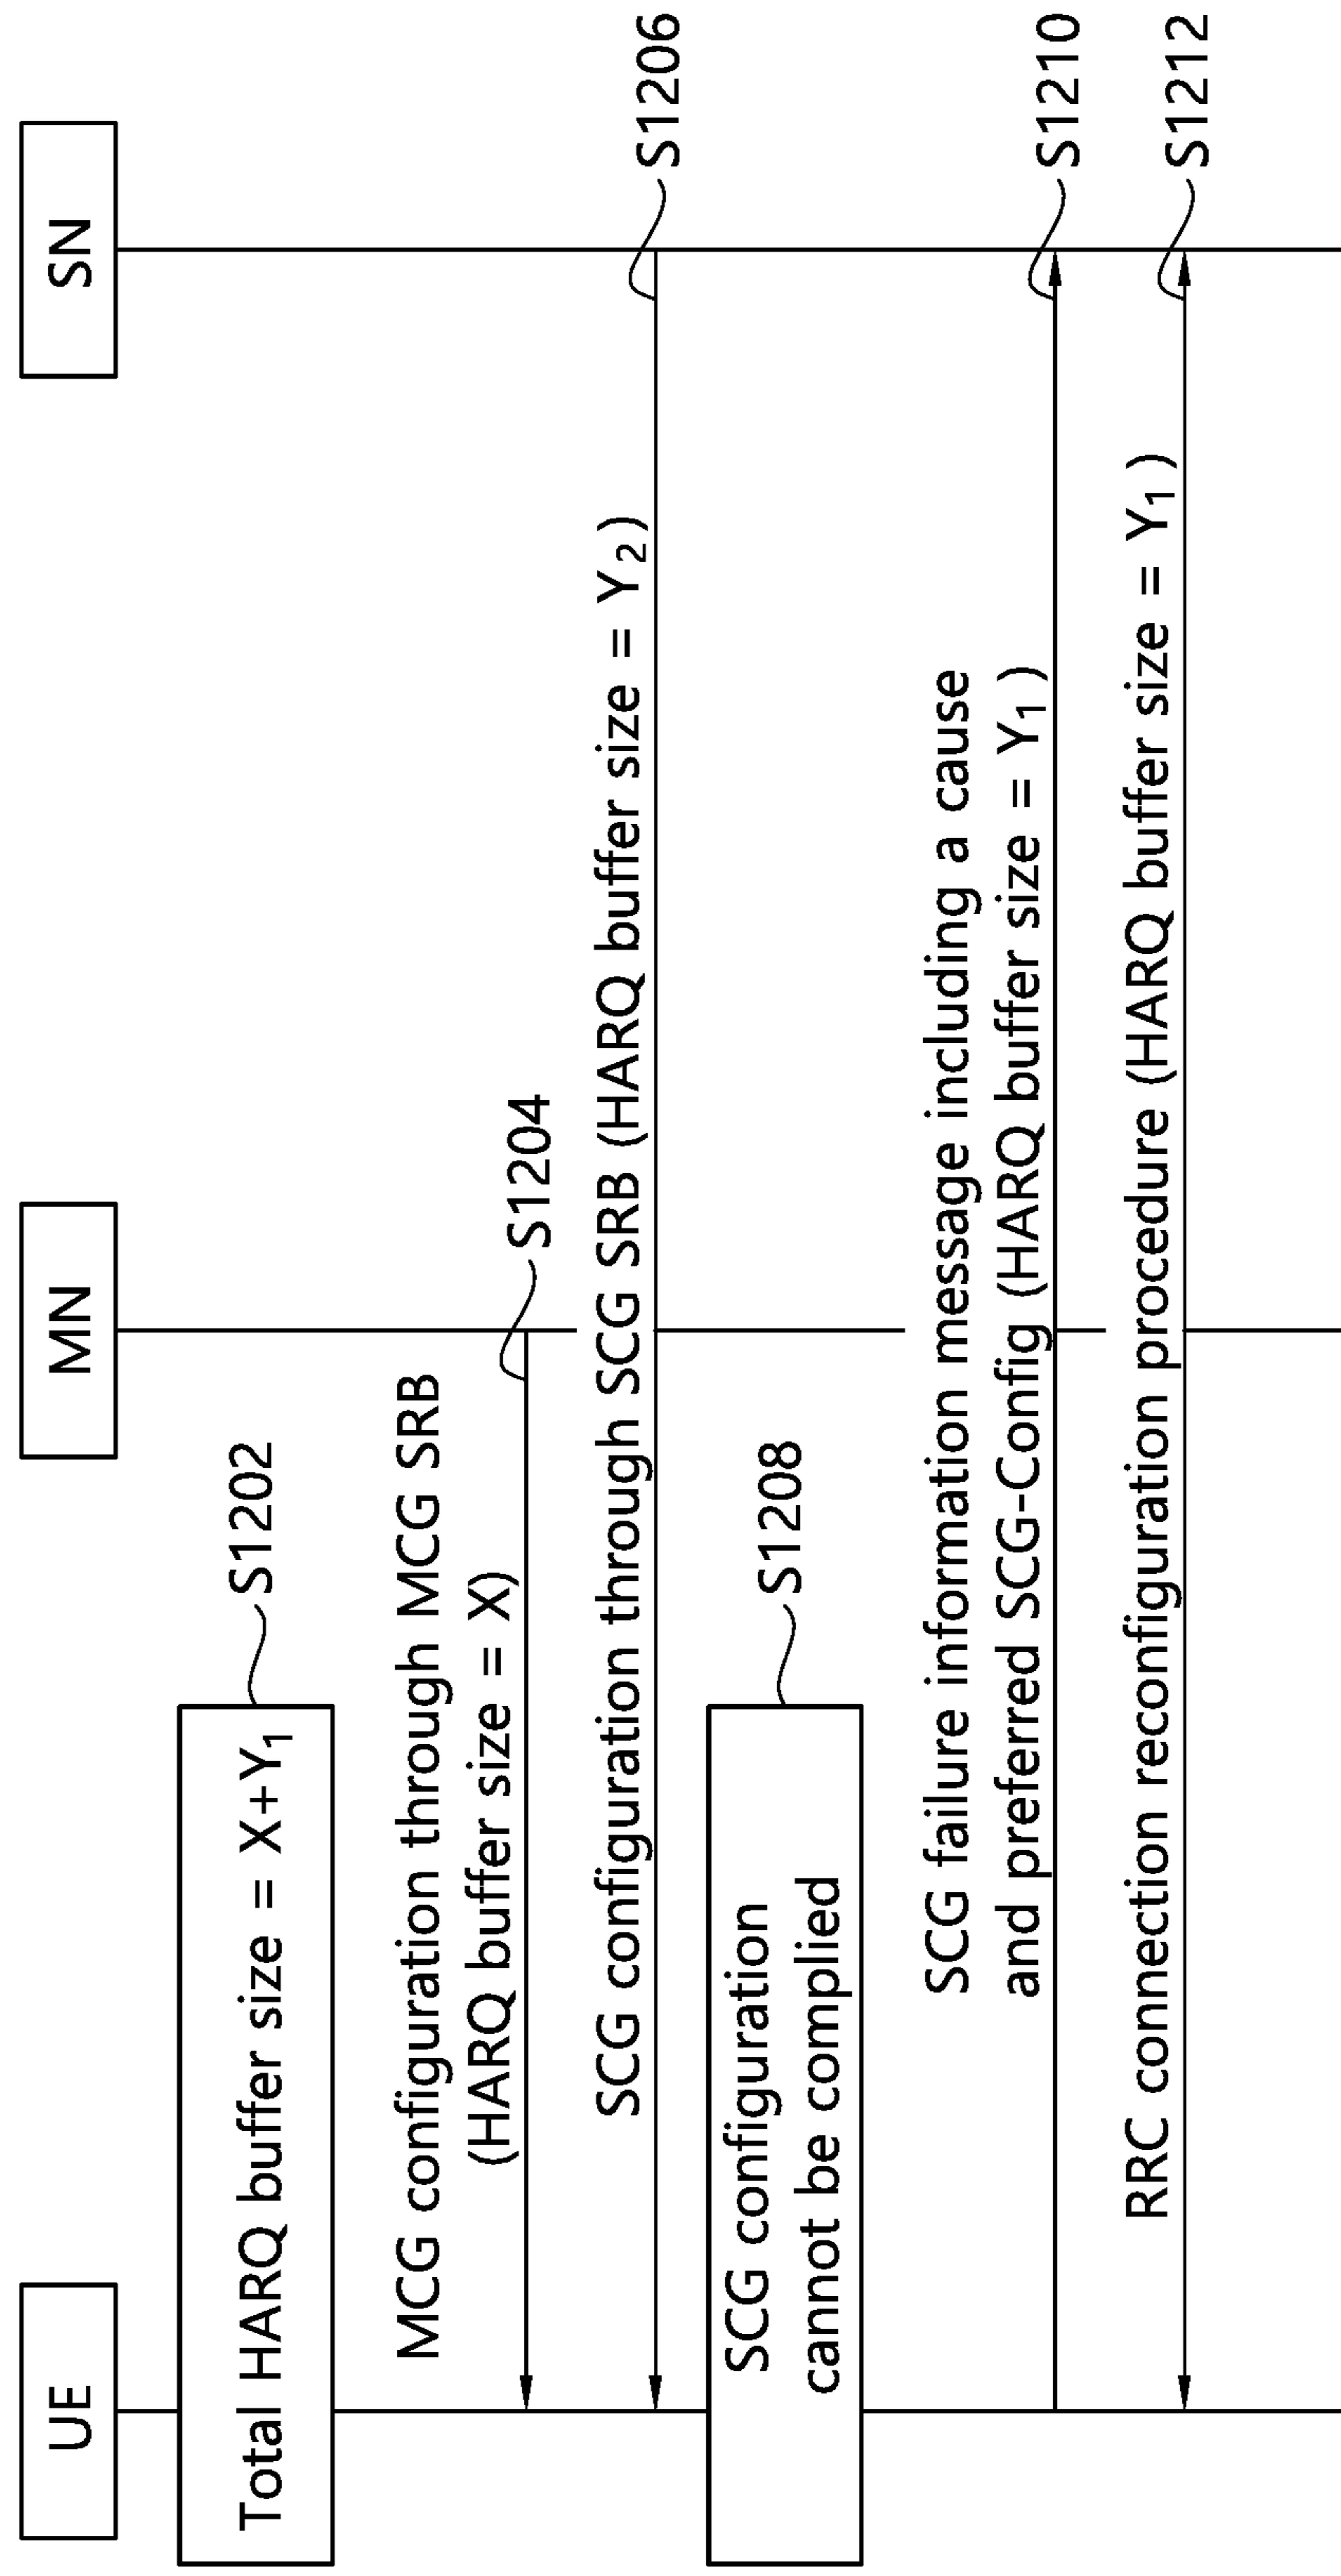 UE
MN
SN
Total HARQ buffer size = X+Y₁
S1202
MCG configuration through MCG SRB
(HARQ buffer size = X)
S1204
SCG configuration through SCG SRB (HARQ buffer size = Y₂)
S1206
SCG configuration
cannot be complied
S1208
SCG failure information message including a cause
and preferred SCG-Config (HARQ buffer size = Y₁)
S1210
RRC connection reconfiguration procedure (HARQ buffer size = Y₁)
S1212